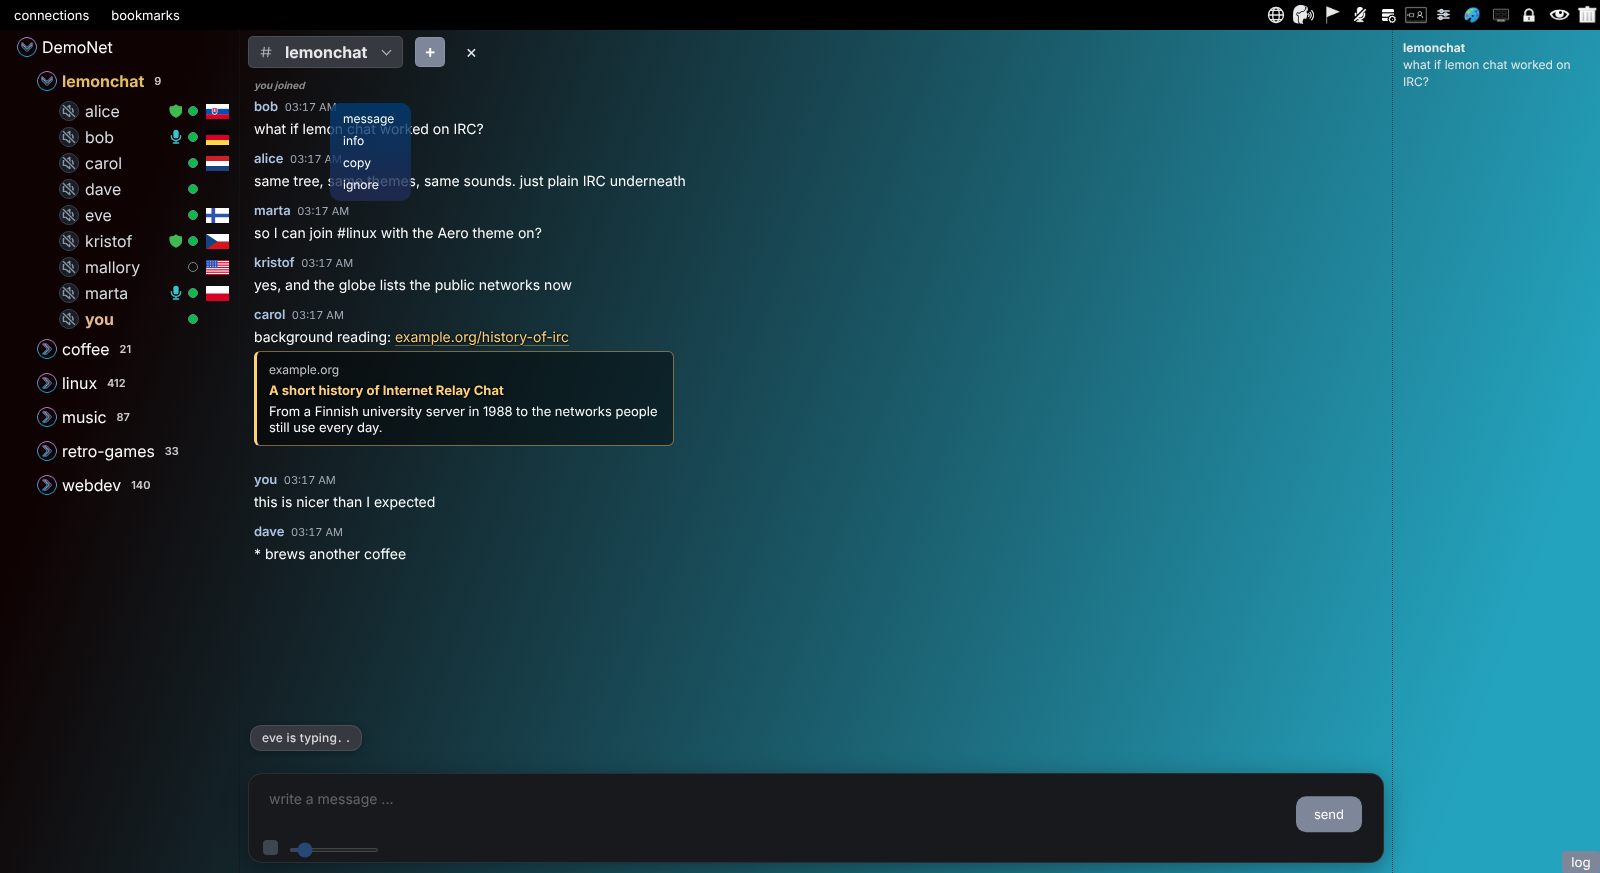 connections bookmarks
DemoNet
lemonchat 9
alice
bob
carol
dave
eve
kristof
mallory
marta
you
coffee 21
linux 412
music 87
retro-games 33
webdev 140
# lemonchat + ×
you joined
bob 03:17 AM
what if lemon chat worked on IRC?
message
info
copy
ignore
alice 03:17 AM
same tree, same themes, same sounds. just plain IRC underneath
marta 03:17 AM
so I can join #linux with the Aero theme on?
kristof 03:17 AM
yes, and the globe lists the public networks now
carol 03:17 AM
background reading: example.org/history-of-irc
example.org
A short history of Internet Relay Chat
From a Finnish university server in 1988 to the networks people
still use every day.
you 03:17 AM
this is nicer than I expected
dave 03:17 AM
* brews another coffee
eve is typing. .
write a message ...
send
lemonchat
what if lemon chat worked on
IRC?
log